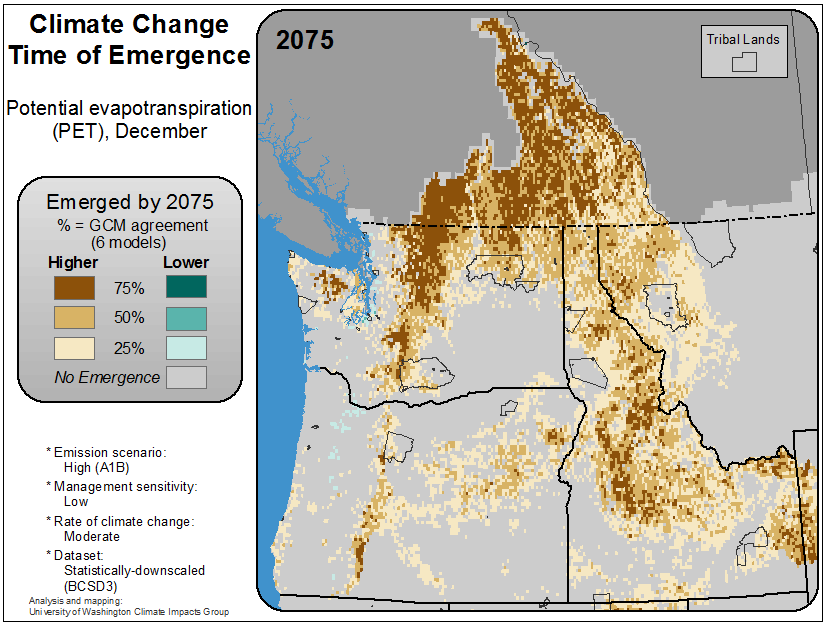 Climate Change
Time of Emergence
Potential evapotranspiration
(PET), December
Emerged by 2075
% = GCM agreement
(6 models)
Higher Lower
75%
50%
25%
No Emergence
* Emission scenario:
High (A1B)
* Management sensitivity:
Low
* Rate of climate change:
Moderate
* Dataset:
Statistically-downscaled
(BCSD3)
Analysis and mapping:
University of Washington Climate Impacts Group
2075
Tribal Lands